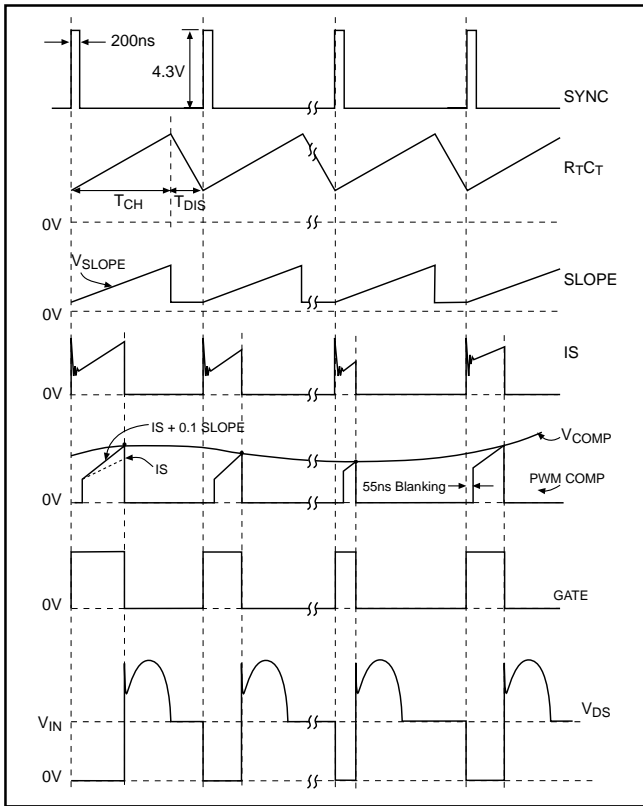 200ns
4.3V
SYNC
RTCT
TCH
TDIS
0V
VSLOPE
SLOPE
0V
IS
0V
IS + 0.1 SLOPE
VCOMP
IS
55ns Blanking
PWM COMP
0V
GATE
0V
VIN
VDS
0V